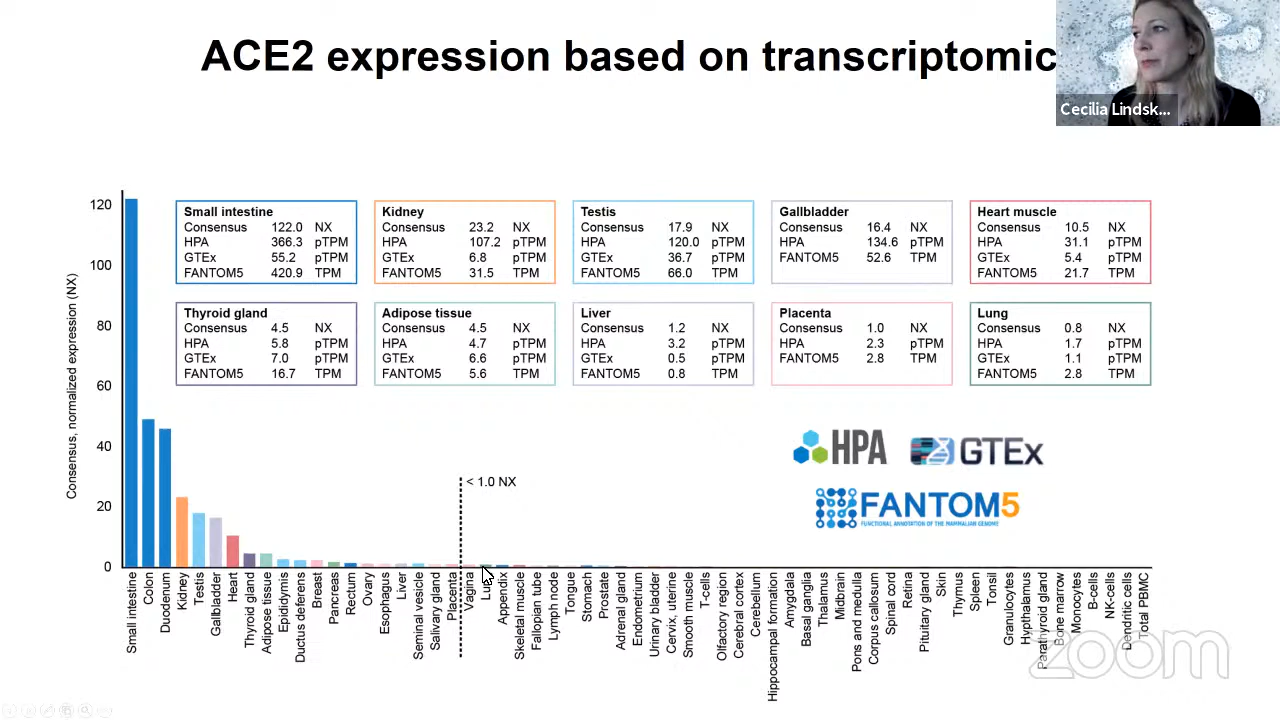 ACE2 expression based on transcriptomic
Cecilia Lindsk...
Consensus, normalized expression (NX)
120
100
80
60
40
20
0
Small intestine
Consensus 122.0 NX
HPA 366.3 pTPM
GTEx 55.2 pTPM
FANTOM5 420.9 TPM
Kidney
Consensus 23.2 NX
HPA 107.2 pTPM
GTEx 6.8 pTPM
FANTOM5 31.5 TPM
Testis
Consensus 17.9 NX
HPA 120.0 pTPM
GTEx 36.7 pTPM
FANTOM5 66.0 TPM
Gallbladder
Consensus 16.4 NX
HPA 134.6 pTPM
FANTOM5 52.6 TPM
Heart muscle
Consensus 10.5 NX
HPA 31.1 pTPM
GTEx 5.4 pTPM
FANTOM5 21.7 TPM
Thyroid gland
Consensus 4.5 NX
HPA 5.8 pTPM
GTEx 7.0 pTPM
FANTOM5 16.7 TPM
Adipose tissue
Consensus 4.5 NX
HPA 4.7 pTPM
GTEx 6.6 pTPM
FANTOM5 5.6 TPM
Liver
Consensus 1.2 NX
HPA 3.2 pTPM
GTEx 0.5 pTPM
FANTOM5 0.8 TPM
Placenta
Consensus 1.0 NX
HPA 2.3 pTPM
FANTOM5 2.8 TPM
Lung
Consensus 0.8 NX
HPA 1.7 pTPM
GTEx 1.1 pTPM
FANTOM5 2.8 TPM
HPA
GTEx
FANTOM5
FUNCTIONAL ANNOTATION OF THE MAMMALIAN GENOME
< 1.0 NX
Small intestine
Colon
Duodenum
Kidney
Testis
Gallbladder
Heart
Thyroid gland
Adipose tissue
Epididymis
Ductus deferens
Breast
Pancreas
Rectum
Ovary
Esophagus
Liver
Seminal vesicle
Salivary gland
Placenta
Vagina
Appendix
Skeletal muscle
Fallopian tube
Lymph node
Tongue
Stomach
Prostate
Adrenal gland
Endometrium
Urinary bladder
Cervix, uterine
Smooth muscle
T-cells
Olfactory region
Cerebral cortex
Cerebellum
Hippocampal formation
Amygdala
Basal ganglia
Thalamus
Midbrain
Pons and medulla
Corpus callosum
Spinal cord
Retina
Pituitary gland
Skin
Thymus
Spleen
Tonsil
Granulocytes
Hypthalamus
Parathyroid gland
Bone marrow
Monocytes
B-cells
NK-cells
Dendritic cells
Total PBMC
zoom